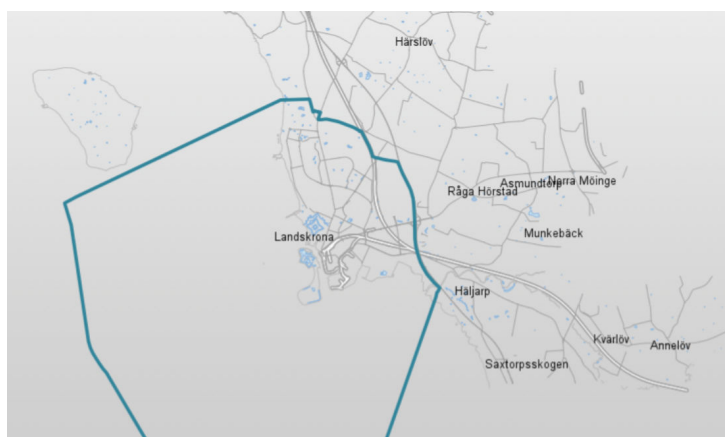 Härslöv
Asmundtorp
Norra Möinge
Råga Hörstad
Munkebäck
Landskrona
Häljarp
Kvärlöv
Annelöv
Saxtorpsskogen